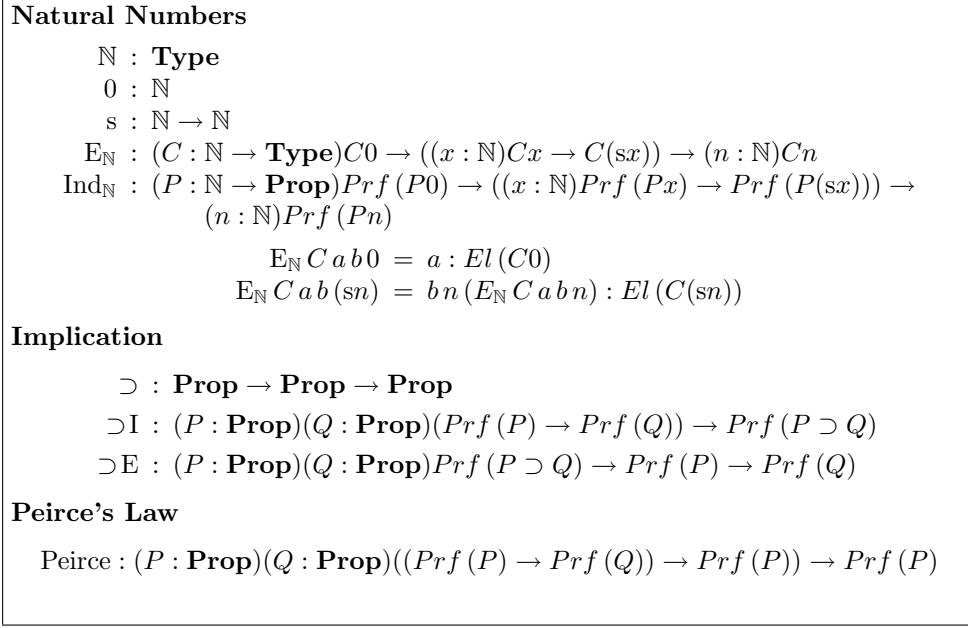 Natural Numbers
ℕ : Type
0 : ℕ
s : ℕ → ℕ
E_ℕ : (C : ℕ → Type)C0 → ((x : ℕ)Cx → C(sx)) → (n : ℕ)Cn
Ind_ℕ : (P : ℕ → Prop)Prf (P0) → ((x : ℕ)Prf (Px) → Prf (P(sx))) →
(n : ℕ)Prf (Pn)
E_ℕ C a b 0 = a : El (C0)
E_ℕ C a b (sn) = b n (E_ℕ C a b n) : El (C(sn))
Implication
⊃ : Prop → Prop → Prop
⊃I : (P : Prop)(Q : Prop)(Prf (P) → Prf (Q)) → Prf (P ⊃ Q)
⊃E : (P : Prop)(Q : Prop)Prf (P ⊃ Q) → Prf (P) → Prf (Q)
Peirce's Law
Peirce : (P : Prop)(Q : Prop)((Prf (P) → Prf (Q)) → Prf (P)) → Prf (P)